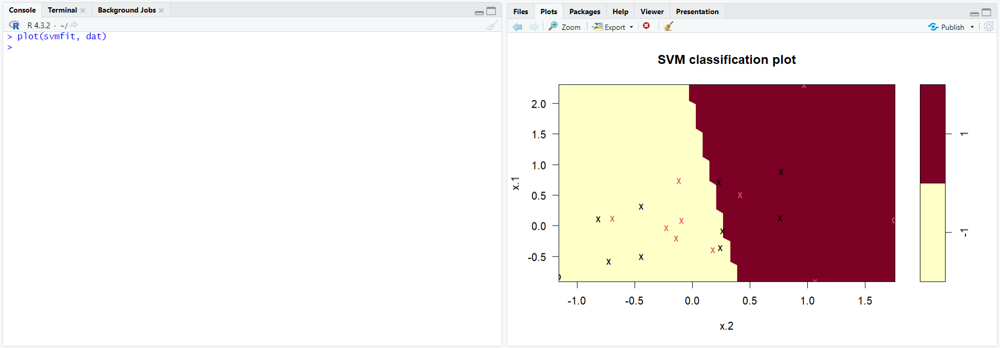 Console Terminal Background Jobs
R 4.3.2 · ~/
> plot(svmfit, dat)
>
Files Plots Packages Help Viewer Presentation
Zoom Export Publish
SVM classification plot
2.0
1.5
1.0
0.5
0.0
-0.5
x.1
-1.0 -0.5 0.0 0.5 1.0 1.5
x.2
1
-1